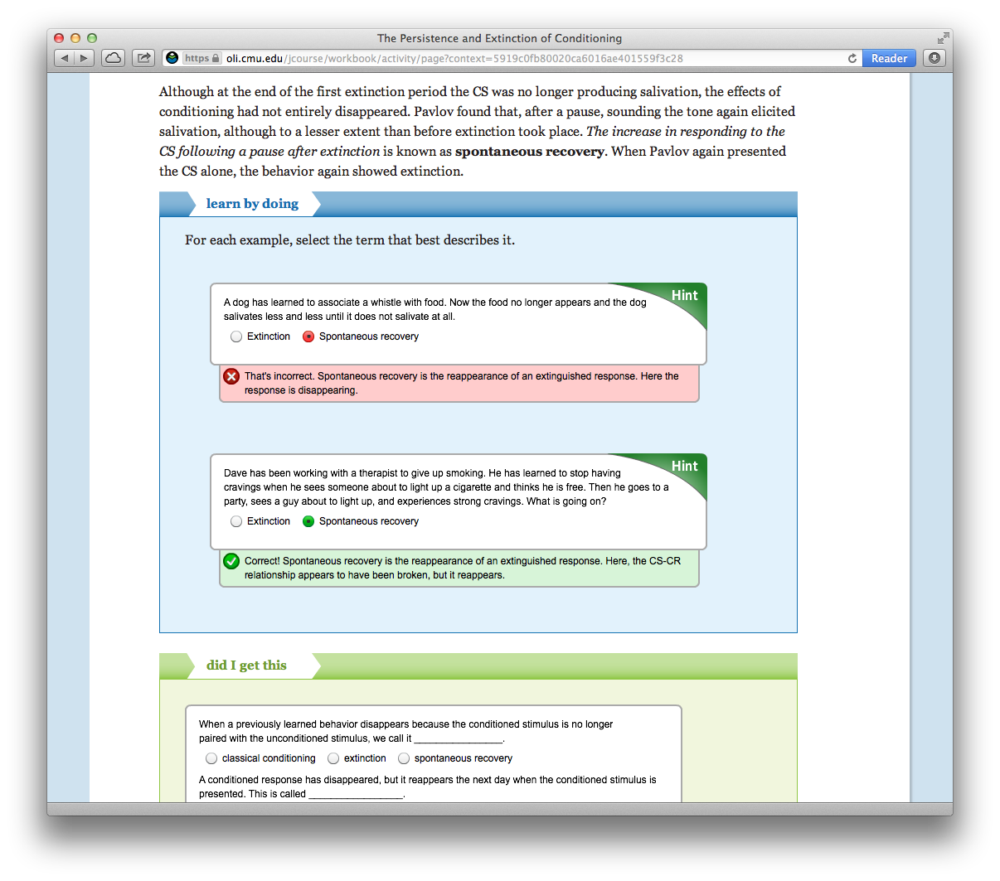 The Persistence and Extinction of Conditioning
https oli.cmu.edu/jcourse/workbook/activity/page?context=5919c0fb80020ca6016ae401559f3c28 Reader
Although at the end of the first extinction period the CS was no longer producing salivation, the effects of
conditioning had not entirely disappeared. Pavlov found that, after a pause, sounding the tone again elicited
salivation, although to a lesser extent than before extinction took place. The increase in responding to the
CS following a pause after extinction is known as spontaneous recovery. When Pavlov again presented
the CS alone, the behavior again showed extinction.
learn by doing
For each example, select the term that best describes it.
Hint
A dog has learned to associate a whistle with food. Now the food no longer appears and the dog
salivates less and less until it does not salivate at all.
Extinction Spontaneous recovery
That's incorrect. Spontaneous recovery is the reappearance of an extinguished response. Here the
response is disappearing.
Hint
Dave has been working with a therapist to give up smoking. He has learned to stop having
cravings when he sees someone about to light up a cigarette and thinks he is free. Then he goes to a
party, sees a guy about to light up, and experiences strong cravings. What is going on?
Extinction Spontaneous recovery
Correct! Spontaneous recovery is the reappearance of an extinguished response. Here, the CS-CR
relationship appears to have been broken, but it reappears.
did I get this
When a previously learned behavior disappears because the conditioned stimulus is no longer
paired with the unconditioned stimulus, we call it ________________.
classical conditioning extinction spontaneous recovery
A conditioned response has disappeared, but it reappears the next day when the conditioned stimulus is
presented. This is called _________________.